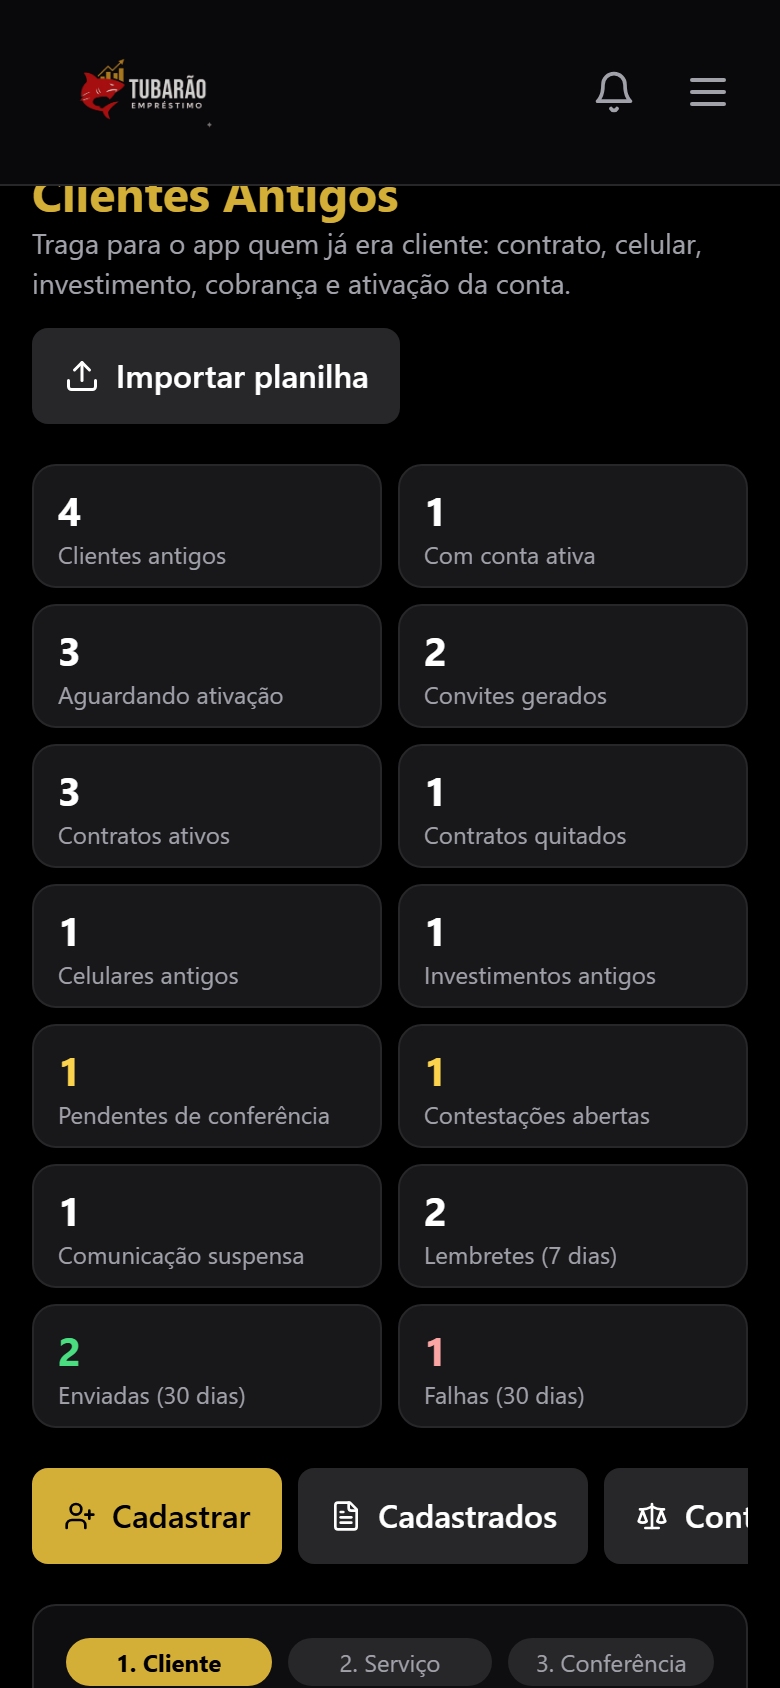 TUBARÃO
EMPRÉSTIMO
Clientes Antigos
Traga para o app quem já era cliente: contrato, celular,
investimento, cobrança e ativação da conta.
Importar planilha
4
Clientes antigos
1
Com conta ativa
3
Aguardando ativação
2
Convites gerados
3
Contratos ativos
1
Contratos quitados
1
Celulares antigos
1
Investimentos antigos
1
Pendentes de conferência
1
Contestações abertas
1
Comunicação suspensa
2
Lembretes (7 dias)
2
Enviadas (30 dias)
1
Falhas (30 dias)
Cadastrar
Cadastrados
Cont
1. Cliente
2. Serviço
3. Conferência